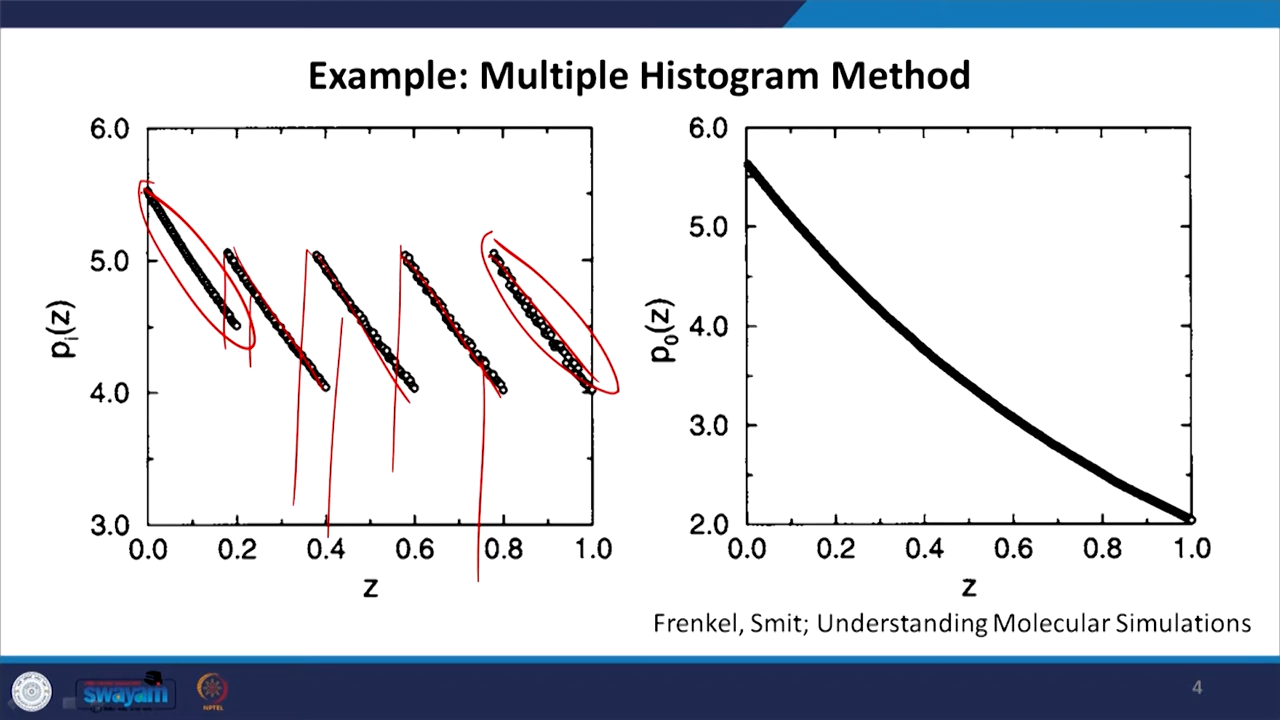 Example: Multiple Histogram Method
6.0
5.0
4.0
3.0
pi(z)
0.0 0.2 0.4 0.6 0.8 1.0
z
6.0
5.0
4.0
3.0
2.0
p0(z)
0.0 0.2 0.4 0.6 0.8 1.0
z
Frenkel, Smit; Understanding Molecular Simulations
swayam
NPTEL
4